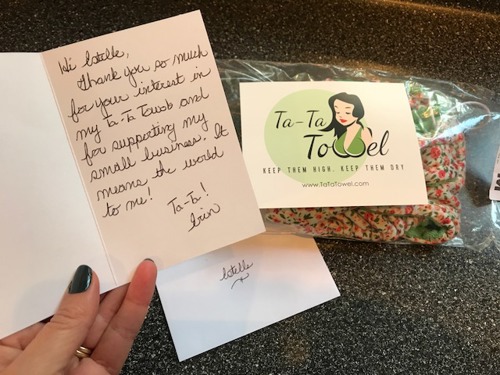 Hi Estelle,
Thank you so much
for your interest in
my Ta-Ta Towels and
for supporting my
small business. It
means the world
to me!
Ta-Ta!
Erin
Ta-Ta
Towel
KEEP THEM HIGH. KEEP THEM DRY
www.TaTaTowel.com
Estelle